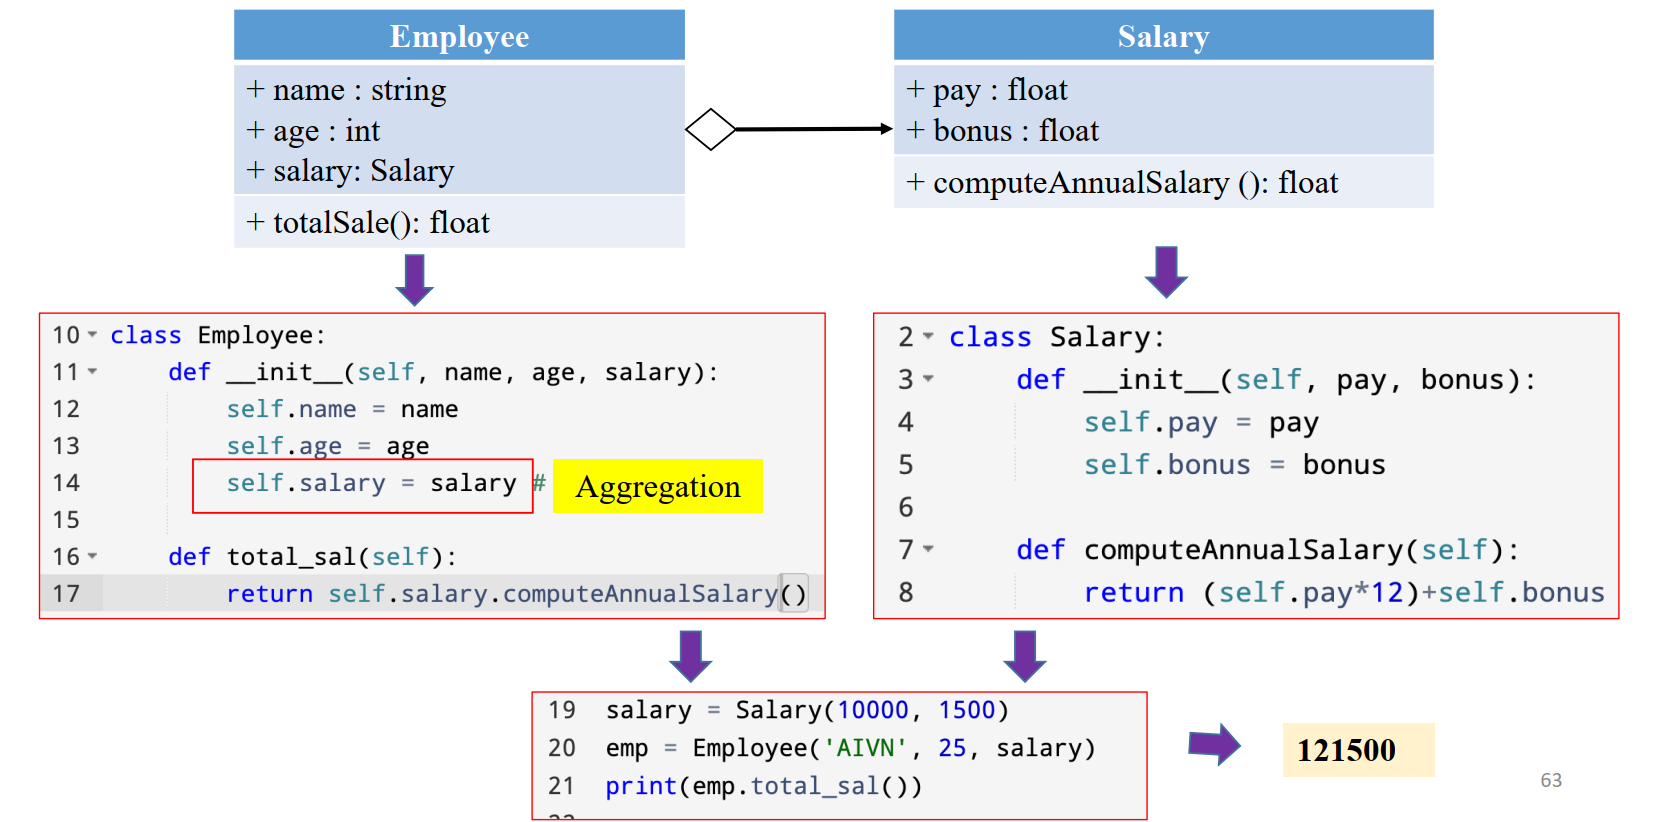 Employee
+ name : string
+ age : int
+ salary: Salary
+ totalSale(): float
Salary
+ pay : float
+ bonus : float
+ computeAnnualSalary (): float
10 class Employee:
11 def __init__(self, name, age, salary):
12 self.name = name
13 self.age = age
14 self.salary = salary # Aggregation
15
16 def total_sal(self):
17 return self.salary.computeAnnualSalary()
2 class Salary:
3 def __init__(self, pay, bonus):
4 self.pay = pay
5 self.bonus = bonus
6
7 def computeAnnualSalary(self):
8 return (self.pay*12)+self.bonus
19 salary = Salary(10000, 1500)
20 emp = Employee('AIVN', 25, salary)
21 print(emp.total_sal())
121500
63